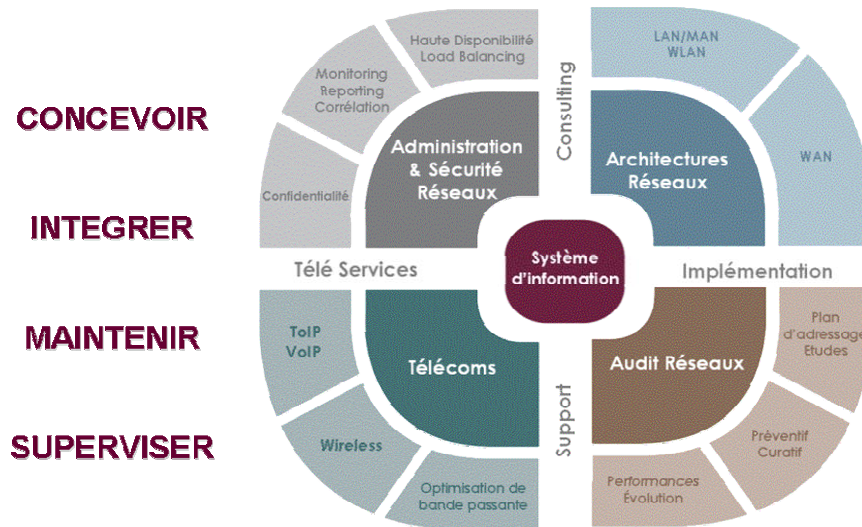 CONCEVOIR
INTEGRER
MAINTENIR
SUPERVISER
Haute Disponibilité
Load Balancing
Monitoring
Reporting
Corrélation
Confidentialité
Administration
& Sécurité
Réseaux
Consulting
LAN/MAN
WLAN
WAN
Architectures
Réseaux
Télé Services
Système
d'information
Implémentation
ToIP
VoIP
Wireless
Optimisation de
bande passante
Télécoms
Support
Audit Réseaux
Plan
d'adressage
Etudes
Préventif
Curatif
Performances
Évolution